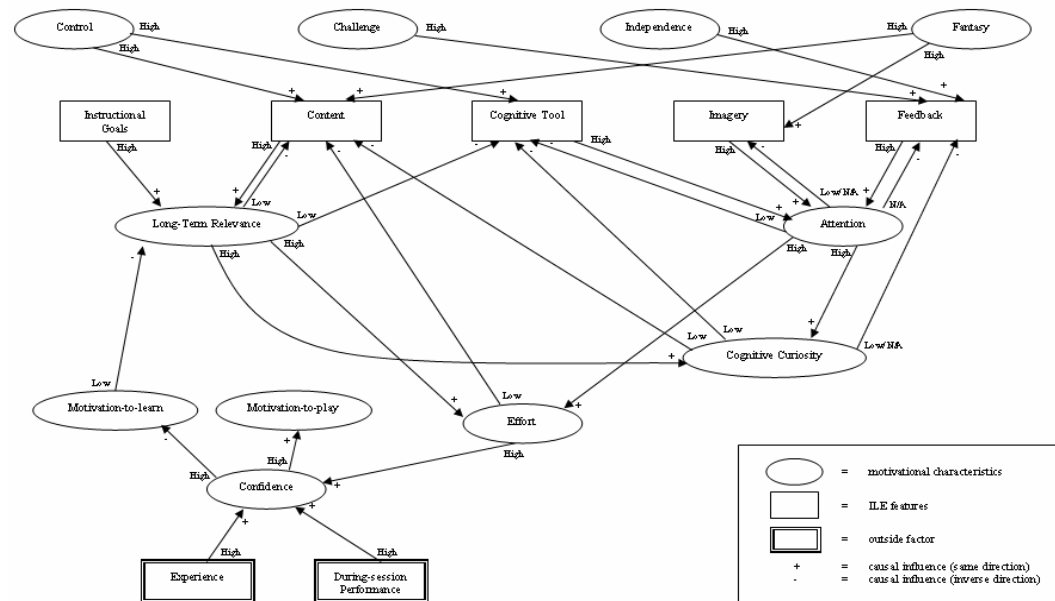 Control
High
High
Challenge
High
Independence
High
High
Fantasy
High
+
+
+
+
+
Instructional
Goals
Content
Cognitive Tool
Imagery
+
Feedback
High
High
-
-
-
-
-
-
High
High
-
High
-
-
+
+
Low
Low
+
+
Low
Low/N/A
+
N/A
Long-Term Relevance
Attention
High
High
High
High
-
+
Low
Low
+
Cognitive Curiosity
Low/N/A
Low
Motivation-to-learn
Motivation-to-play
+
Low
+
Effort
-
+
High
High
High
Confidence
+
+
+
High
High
Experience
During-session
Performance
= motivational characteristics
= ILE features
= outside factor
+ = causal influence (same direction)
- = causal influence (inverse direction)